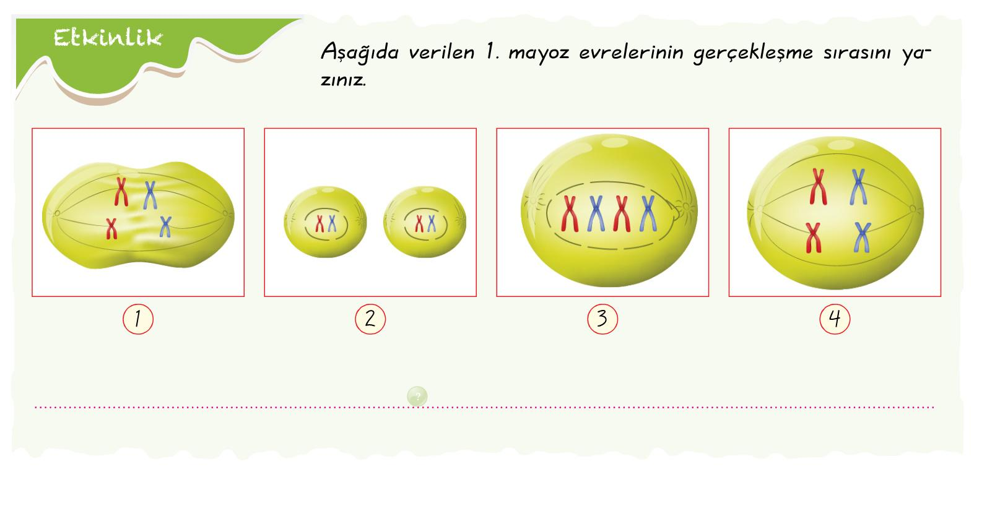 Etkinlik
Aşağıda verilen 1. mayoz evrelerinin gerçekleşme sırasını ya-
zınız.
1
2
3
4
?